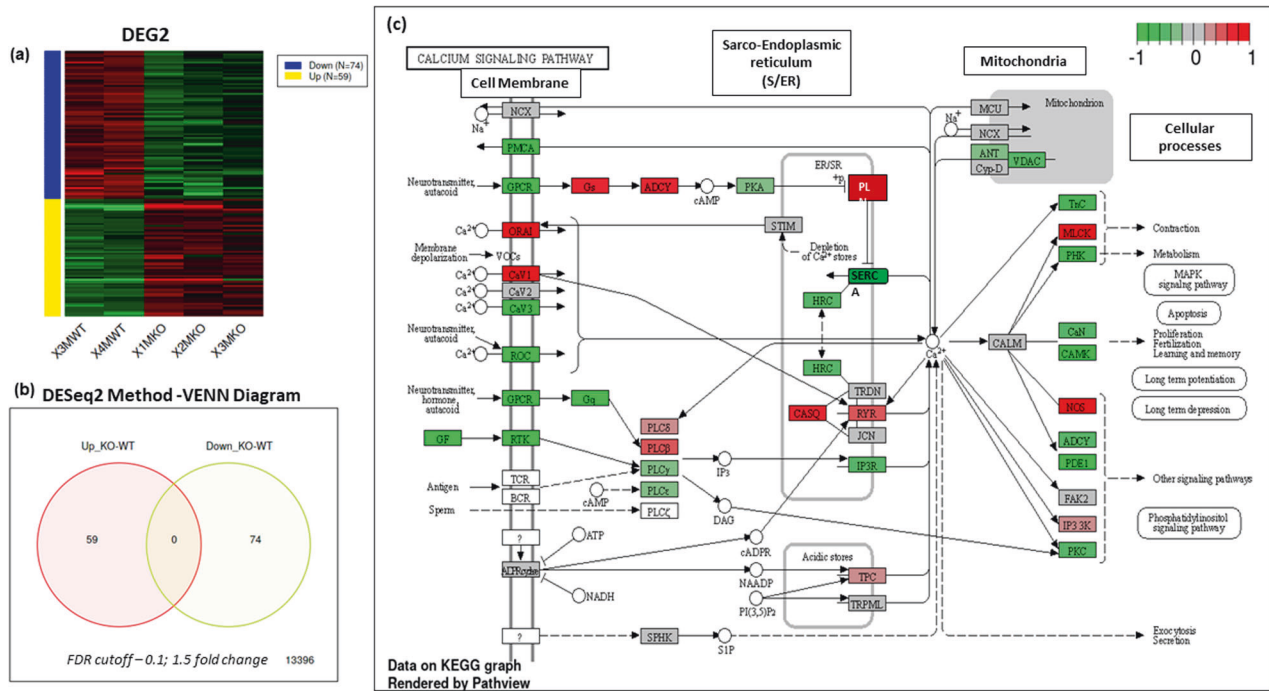 DEG2
(a)
Down (N=74)
Up (N=59)
X3MWT
X4MWT
X1MKO
X2MKO
X3MKO
(b)
DESeq2 Method -VENN Diagram
Up_KO-WT
Down_KO-WT
59
0
74
FDR cutoff – 0.1; 1.5 fold change
13396
(c)
CALCIUM SIGNALING PATHWAY
Cell Membrane
Sarco-Endoplasmic
reticulum
(S/ER)
Mitochondria
Cellular
processes
-1
0
1
NCX
Na+
PMCA
Neurotransmitter,
autacoid
GPCR
Gs
ADCY
cAMP
PKA
ER/SR
+p
PL
STIM
Depletion
of Ca2+ stores
SERC
A
HRC
HRC
TRDN
CASQ
RYR
JCN
IP3R
Ca2+
ORAI
Membrane
depolarization
VOCs
Ca2+
CaV1
Ca2+
CaV2
Ca2+
CaV3
Neurotransmitter,
autacoid
Ca2+
ROC
Neurotransmitter,
hormone,
autacoid
GPCR
Gq
GF
RTK
PLCδ
PLCβ
PLCγ
PLCε
PLCζ
IP3
DAG
Antigen
TCR
BCR
cAMP
Sperm
?
ATP
NADH
cADPR
NAADP
PI(3,5)P2
Acidic stores
TPC
TRPML
?
SPHK
S1P
MCU
Mitochondrion
Na+
NCX
ANT
VDAC
Cyp-D
Ca2+
CALM
TnC
MLCK
PHK
Contraction
Metabolism
MAPK
signaling pathway
Apoptosis
CaN
CAMK
Proliferation
Fertilization
Learning and memory
Long term potentiation
Long term depression
NOS
ADCY
PDE1
FAK2
IP3 3K
PKC
Other signaling pathways
Phosphatidylinositol
signaling pathway
Exocytosis
Secretion
Data on KEGG graph
Rendered by Pathview